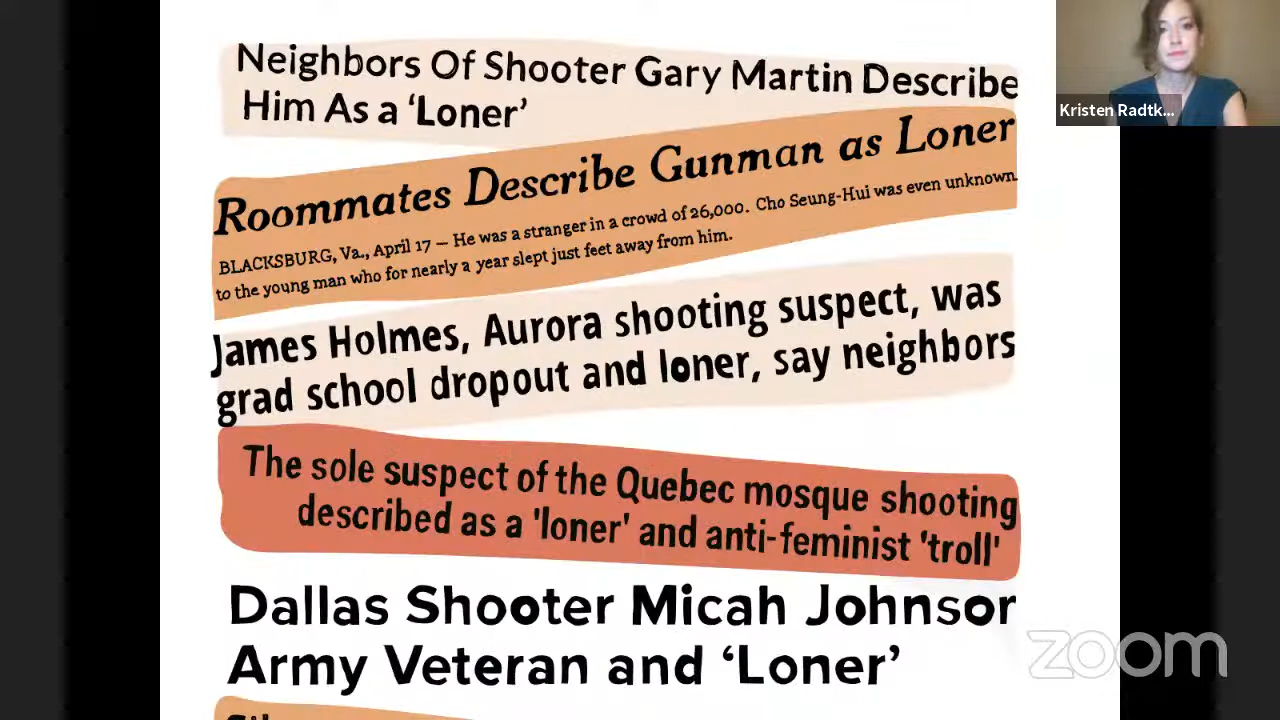 Neighbors Of Shooter Gary Martin Describe
Him As a ‘Loner’
Kristen Radtk...
Roommates Describe Gunman as Loner
BLACKSBURG, Va., April 17 — He was a stranger in a crowd of 26,000. Cho Seung-Hui was even unknown
to the young man who for nearly a year slept just feet away from him.
James Holmes, Aurora shooting suspect, was
grad school dropout and loner, say neighbors
The sole suspect of the Quebec mosque shooting
described as a 'loner' and anti-feminist 'troll'
Dallas Shooter Micah Johnson
Army Veteran and ‘Loner’
zoom